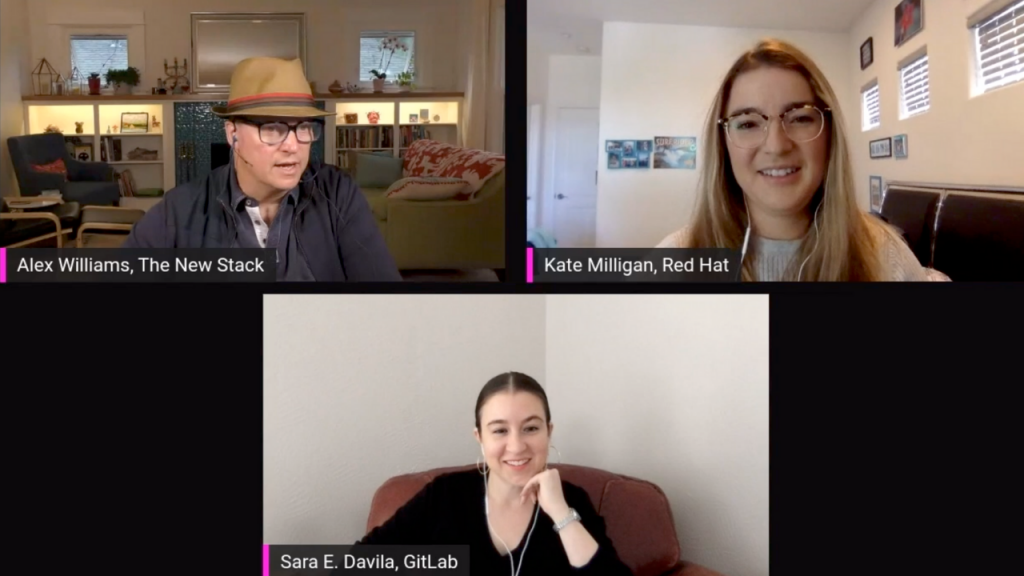 Alex Williams, The New Stack
Kate Milligan, Red Hat
Sara E. Davila, GitLab